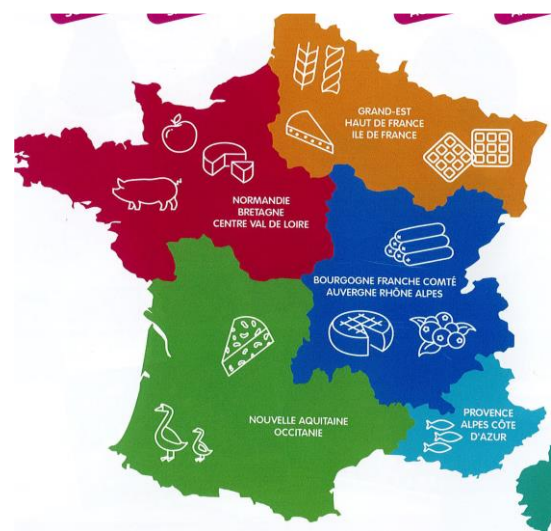 GRAND-EST
HAUT DE FRANCE
ILE DE FRANCE
NORMANDIE
BRETAGNE
CENTRE VAL DE LOIRE
BOURGOGNE FRANCHE COMTÉ
AUVERGNE RHÔNE ALPES
NOUVELLE AQUITAINE
OCCITANIE
PROVENCE
ALPES CÔTE
D'AZUR